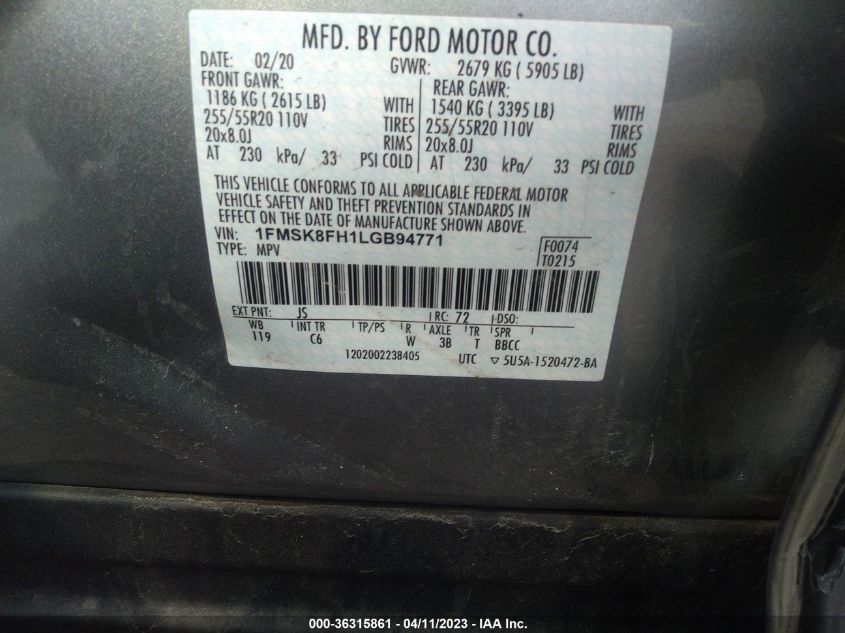 MFD. BY FORD MOTOR CO.
DATE: 02/20 GVWR: 2679 KG ( 5905 LB)
FRONT GAWR: REAR GAWR:
1186 KG ( 2615 LB) WITH 1540 KG ( 3395 LB) WITH
255/55R20 110V TIRES 255/55R20 110V TIRES
20x8.0J RIMS 20x8.0J RIMS
AT 230 kPa/ 33 PSI COLD AT 230 kPa/ 33 PSI COLD
THIS VEHICLE CONFORMS TO ALL APPLICABLE FEDERAL MOTOR
VEHICLE SAFETY AND THEFT PREVENTION STANDARDS IN
EFFECT ON THE DATE OF MANUFACTURE SHOWN ABOVE.
VIN: 1FMSK8FH1LGB94771 F0074
TYPE: MPV T0215
EXT PNT: JS RC: 72 DSO:
WB INT TR TP/PS R AXLE TR SPR
119 C6 W 3B T BBCC
1202002238405 UTC ▽ 5U5A-1520472-BA
000-36315861 - 04/11/2023 - IAA Inc.